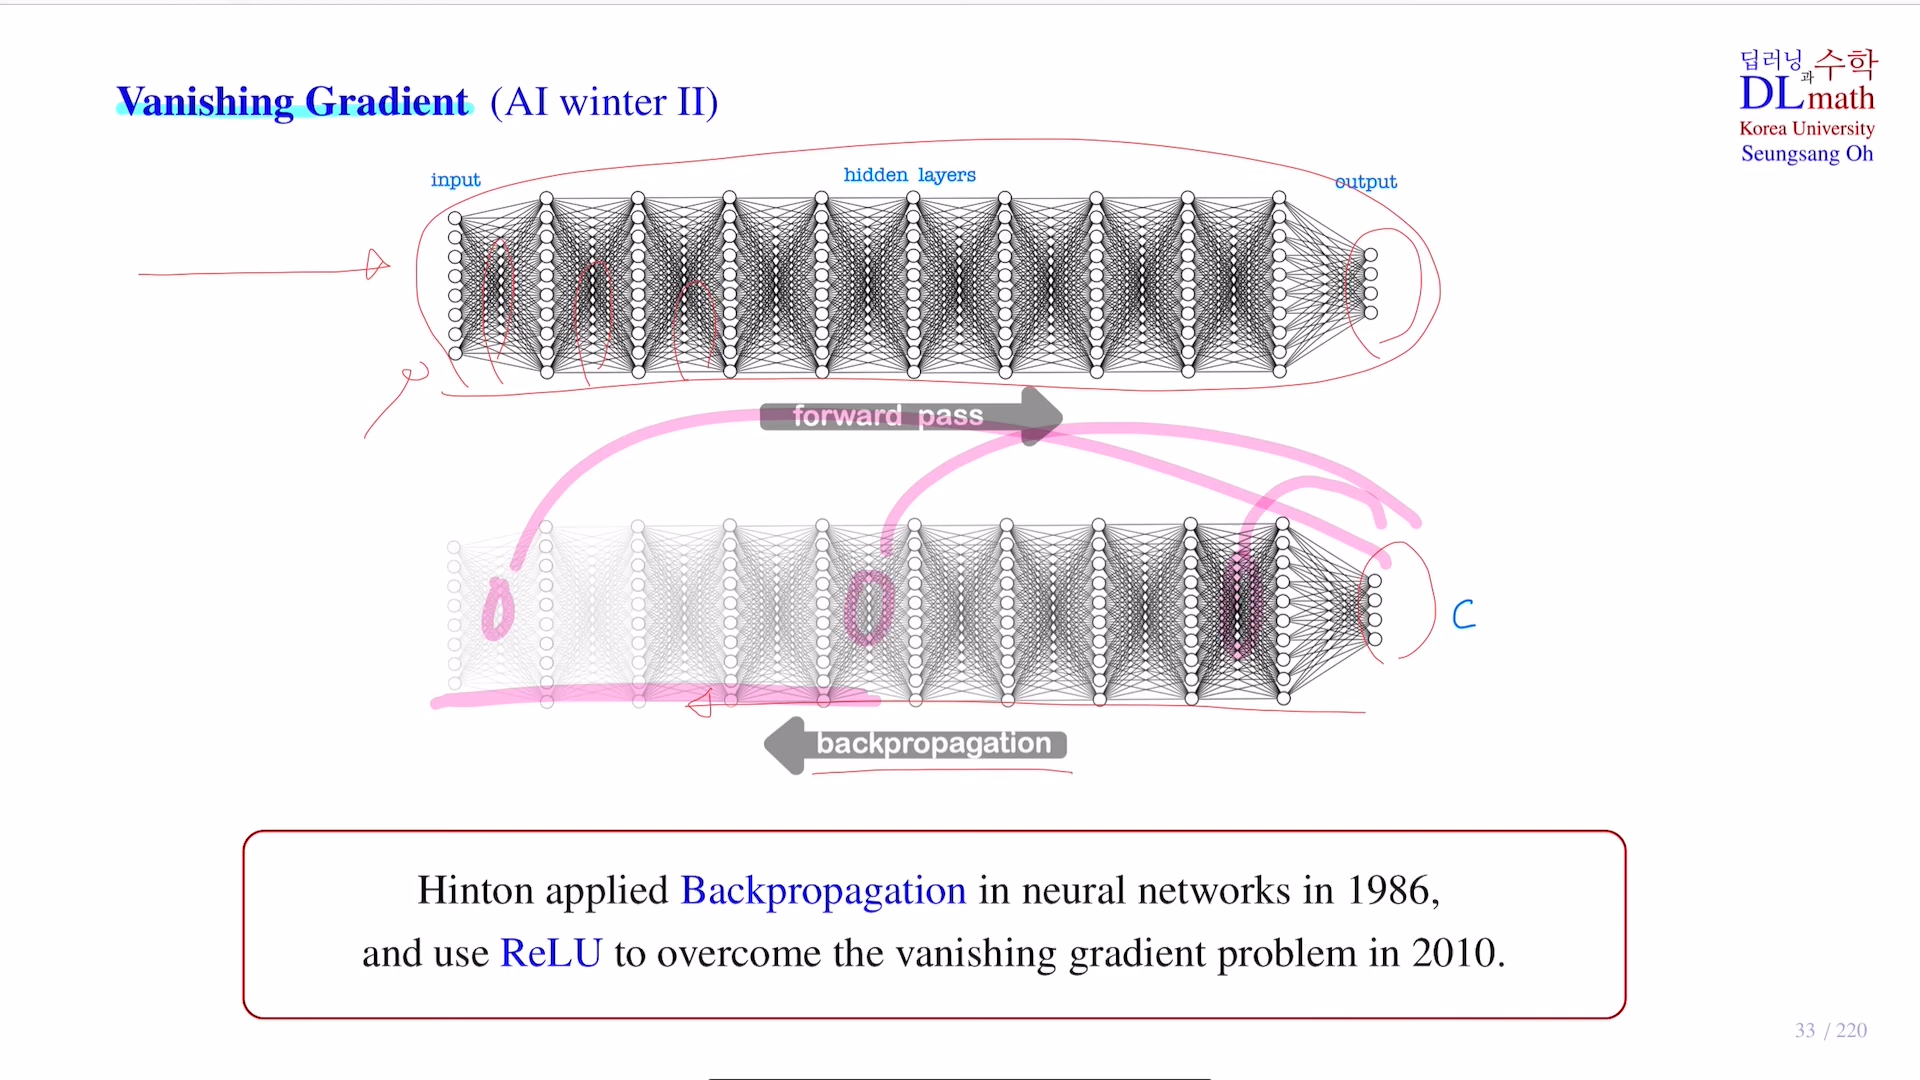 Vanishing Gradient (AI winter II)
딥러닝과 수학
DL math
Korea University
Seungsang Oh
input
hidden layers
output
forward pass
C
backpropagation
Hinton applied Backpropagation in neural networks in 1986,
and use ReLU to overcome the vanishing gradient problem in 2010.
33 / 220